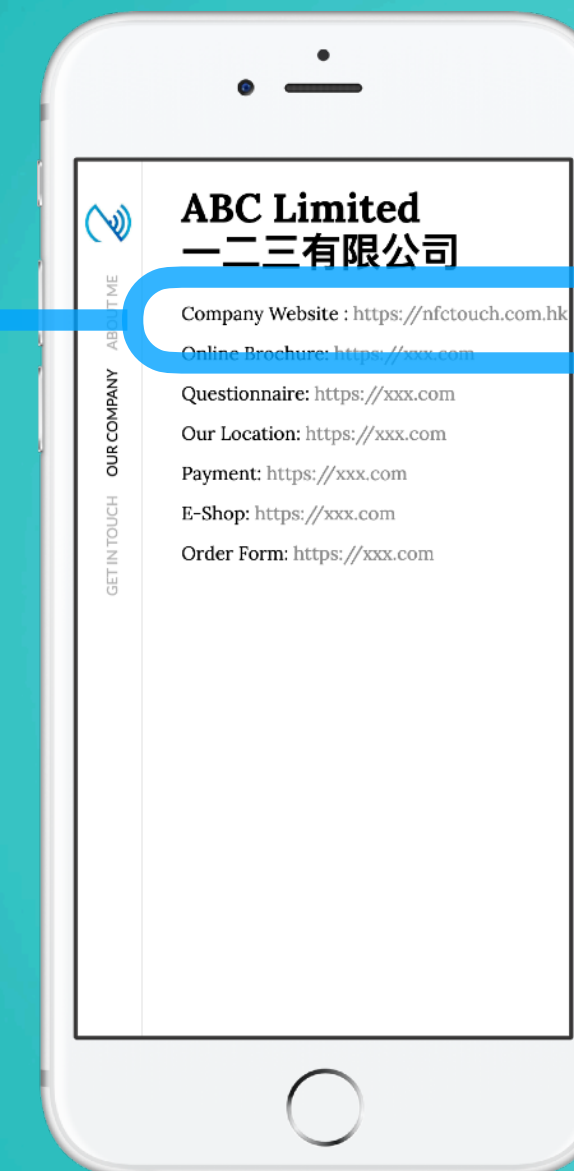 ABC Limited
一二三有限公司
Company Website : https://nfctouch.com.hk
Online Brochure: https://xxx.com
Questionnaire: https://xxx.com
Our Location: https://xxx.com
Payment: https://xxx.com
E-Shop: https://xxx.com
Order Form: https://xxx.com
ABOUT ME
OUR COMPANY
GET IN TOUCH